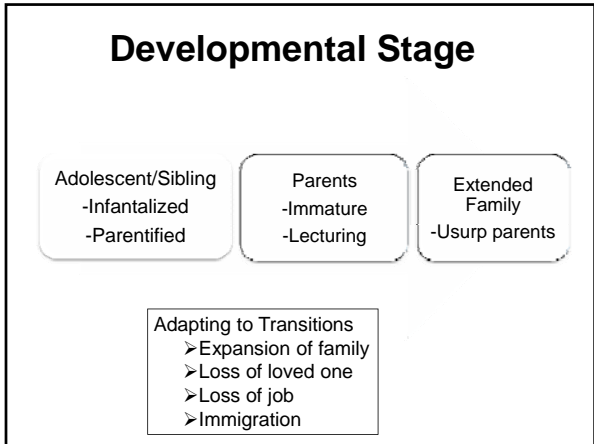 Developmental Stage
Adolescent/Sibling
-Infantalized
-Parentified
Parents
-Immature
-Lecturing
Extended
Family
-Usurp parents
Adapting to Transitions
➢Expansion of family
➢Loss of loved one
➢Loss of job
➢Immigration